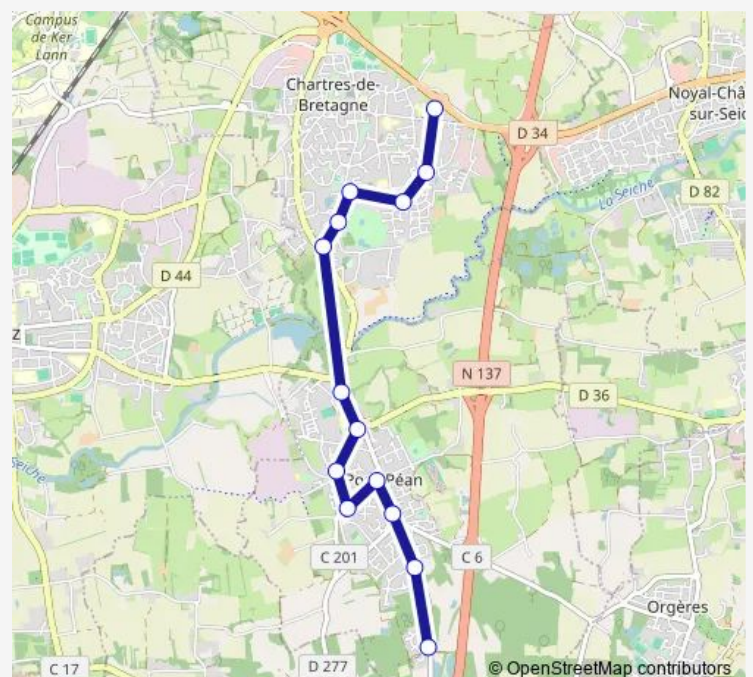 Campus
de Ker
Lann
Chartres-de-
Bretagne
Noyal-Châ
sur-Seic
D 34
La Seiche
D 82
D 44
Z
N 137
D 36
Seiche
Péan
C 201
C 6
Orgères
C 17
D 277
© OpenStreetMap contributors